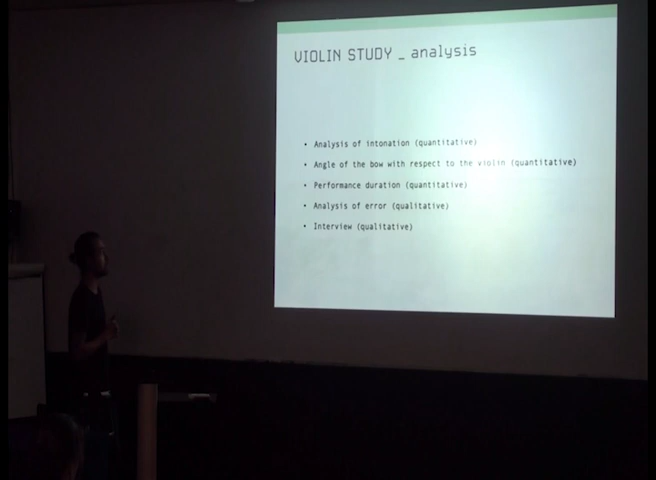 VIOLIN STUDY _ analysis
• Analysis of intonation (quantitative)
• Angle of the bow with respect to the violin (quantitative)
• Performance duration (quantitative)
• Analysis of error (qualitative)
• Interview (qualitative)